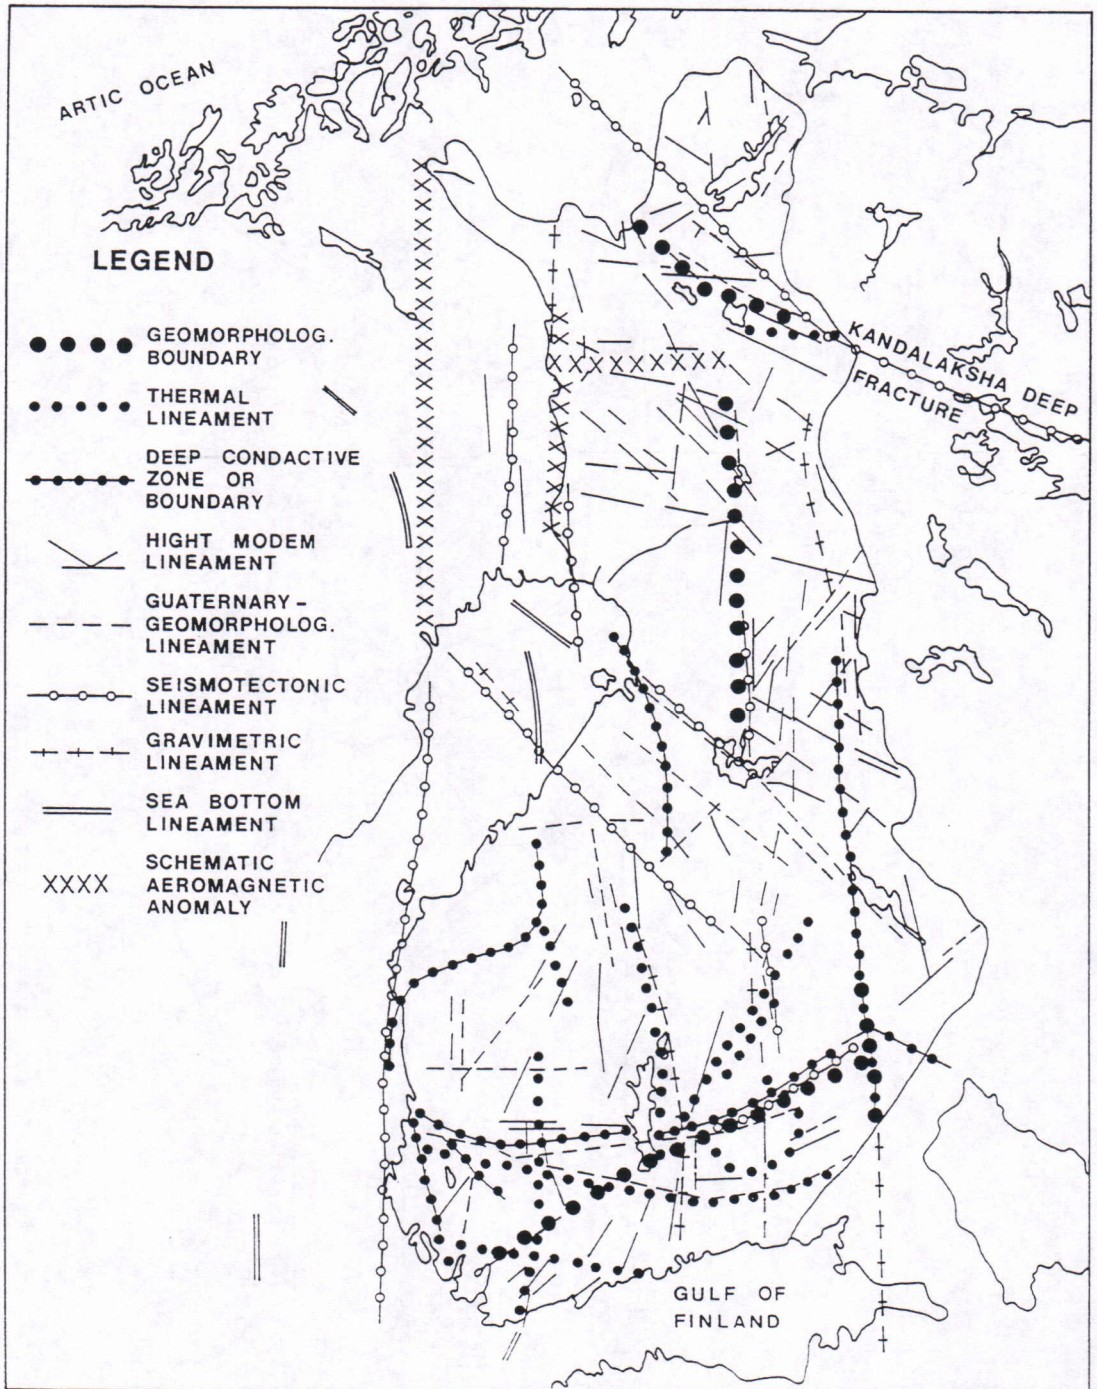 ARTIC OCEAN
LEGEND
GEOMORPHOLOG.
BOUNDARY
THERMAL
LINEAMENT
DEEP CONDACTIVE
ZONE OR
BOUNDARY
HIGHT MODEM
LINEAMENT
GUATERNARY–
GEOMORPHOLOG.
LINEAMENT
SEISMOTECTONIC
LINEAMENT
GRAVIMETRIC
LINEAMENT
SEA BOTTOM
LINEAMENT
XXXX
SCHEMATIC
AEROMAGNETIC
ANOMALY
KANDALAKSHA DEEP
FRACTURE
GULF OF
FINLAND